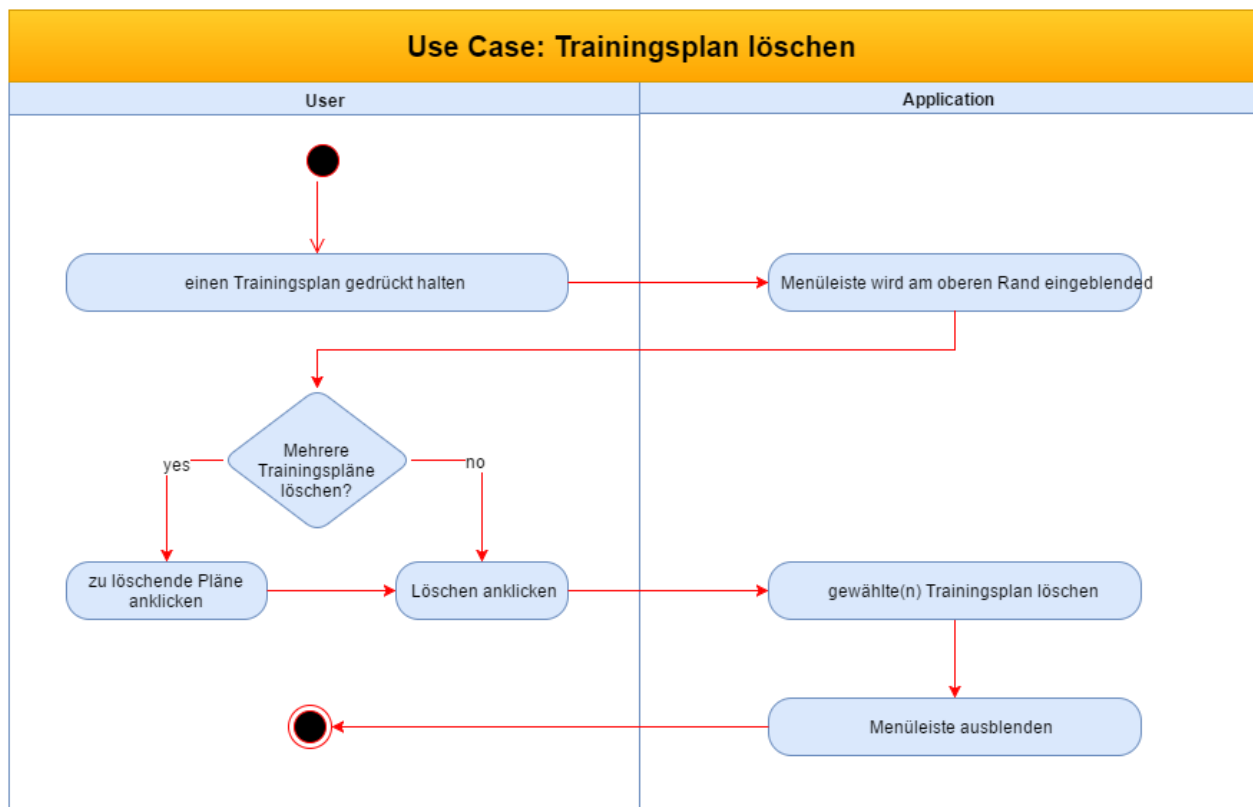 Use Case: Trainingsplan löschen
User
Application
einen Trainingsplan gedrückt halten
Menüleiste wird am oberen Rand eingeblended
Mehrere
Trainingspläne
löschen?
yes
no
zu löschende Pläne
anklicken
Löschen anklicken
gewählte(n) Trainingsplan löschen
Menüleiste ausblenden